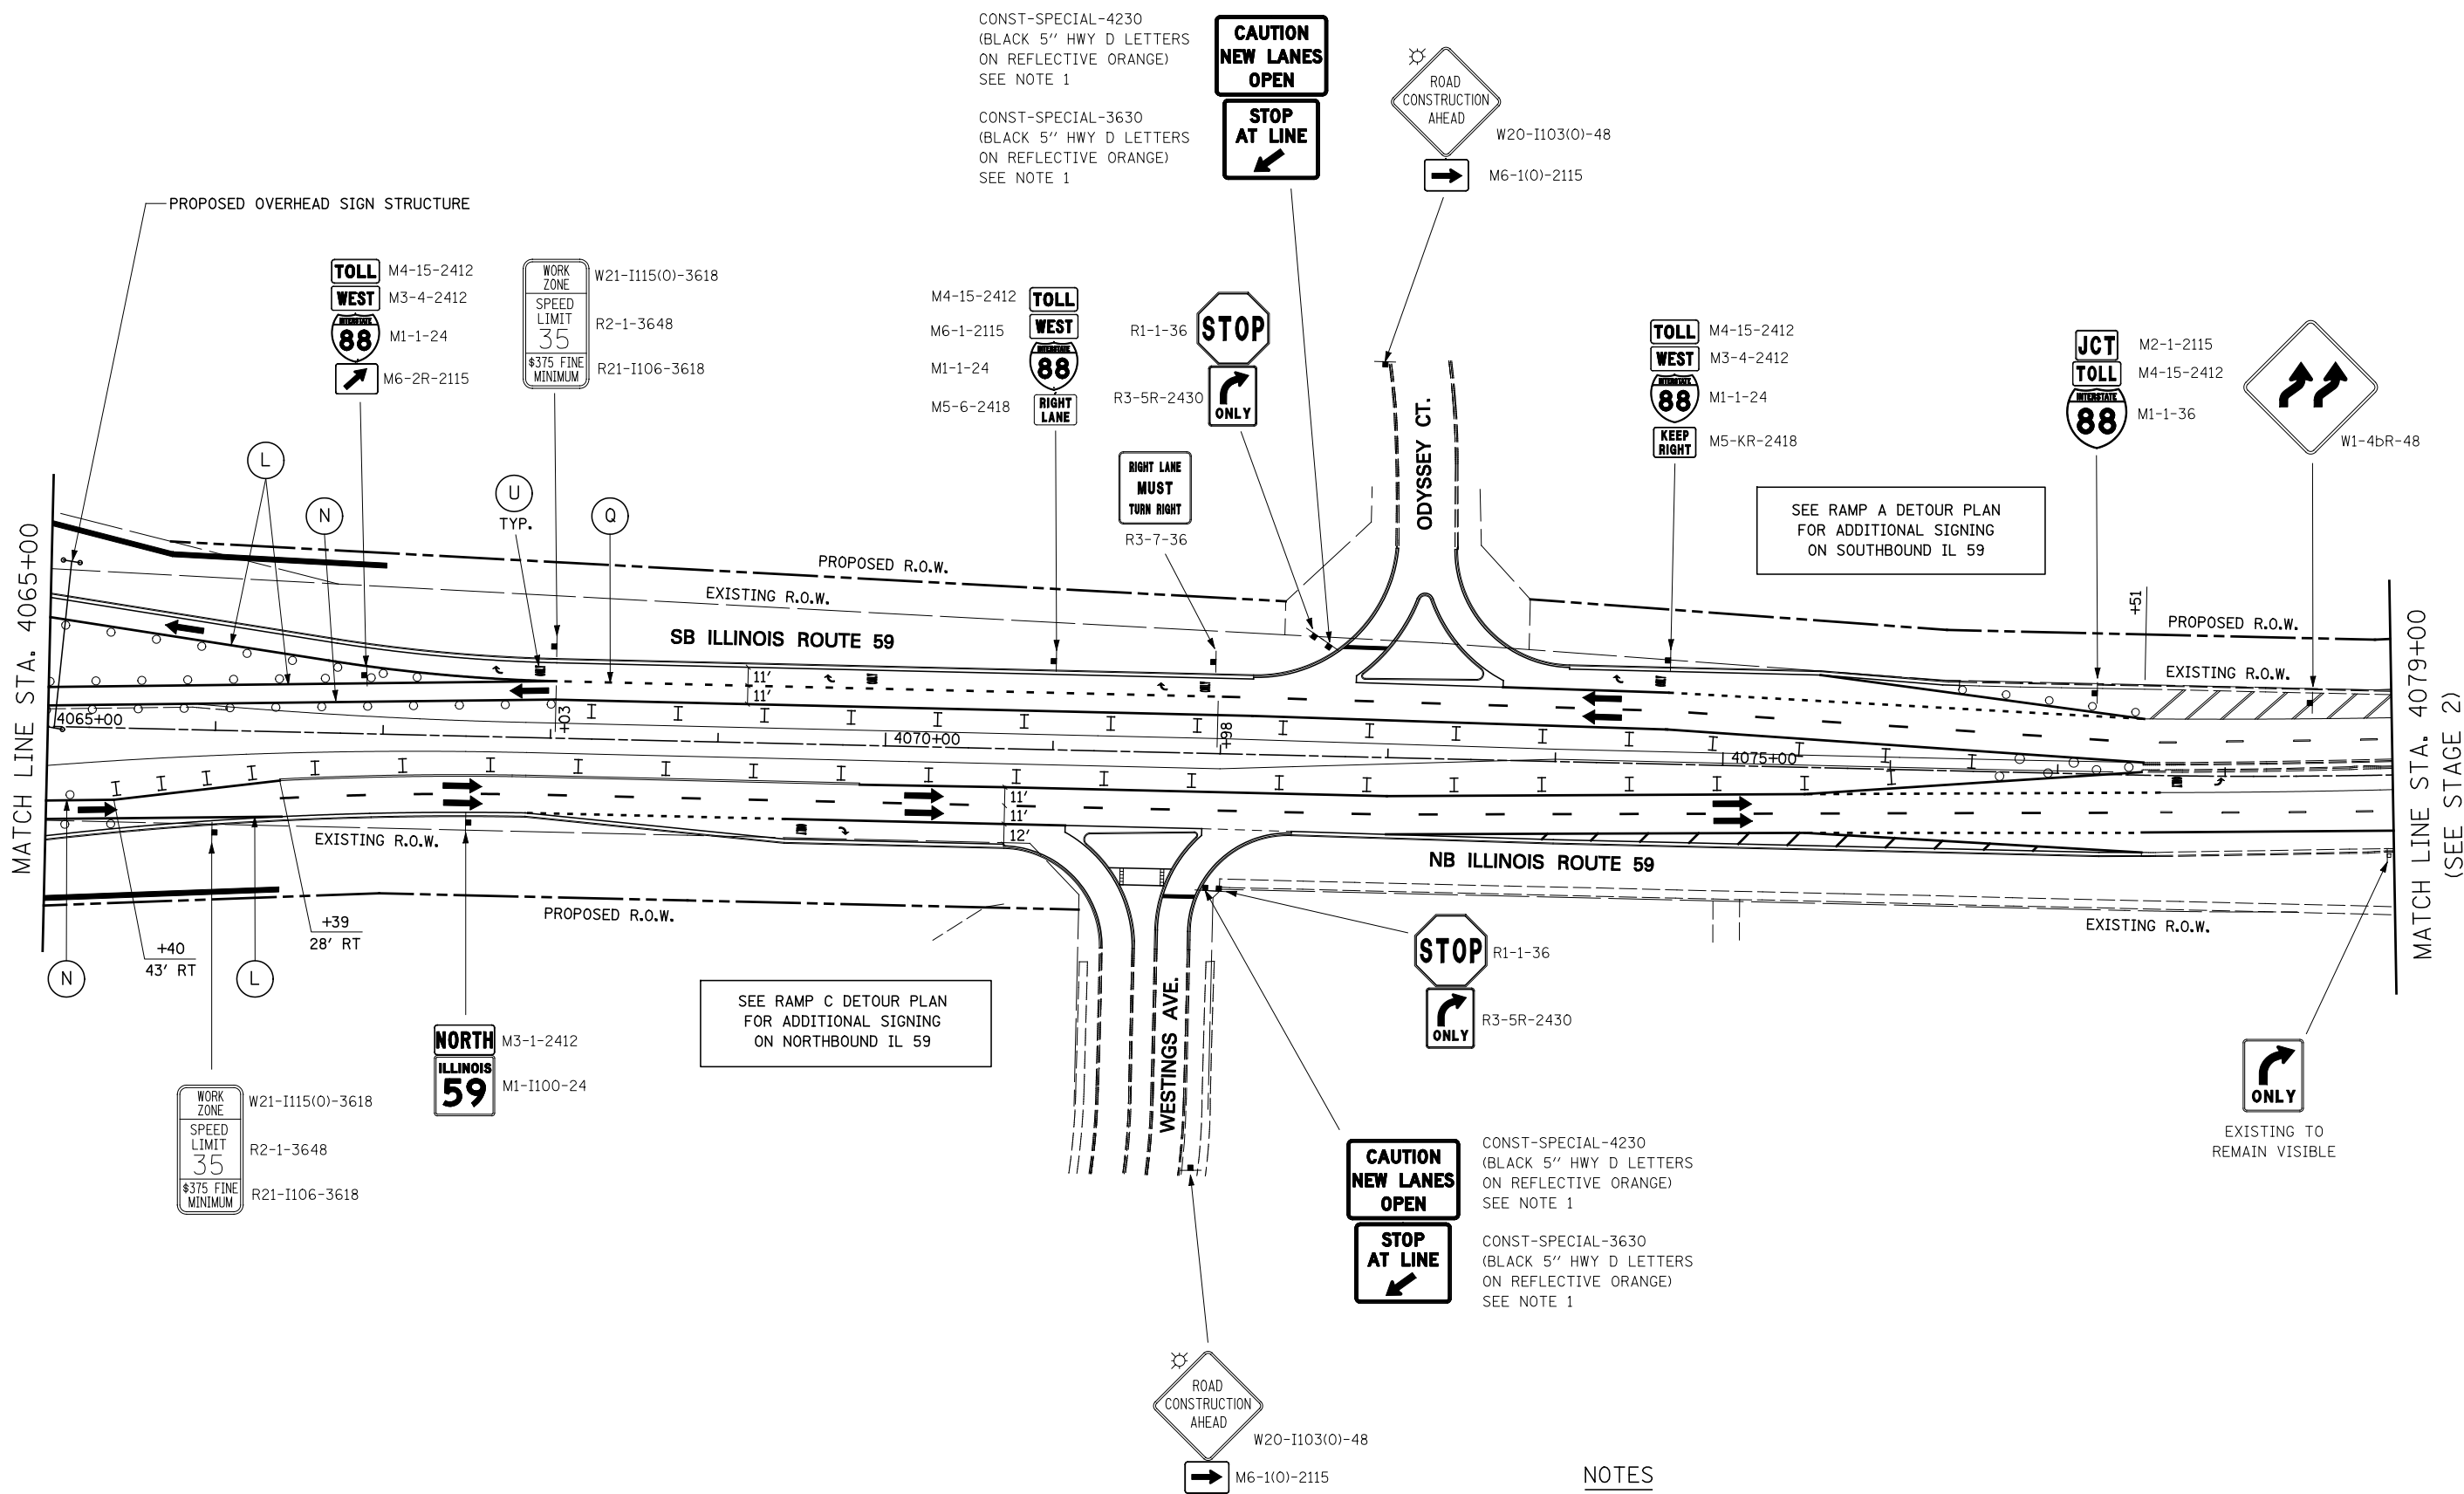 CONST-SPECIAL-4230
(BLACK 5'' HWY D LETTERS
ON REFLECTIVE ORANGE)
SEE NOTE 1
CONST-SPECIAL-3630
(BLACK 5'' HWY D LETTERS
ON REFLECTIVE ORANGE)
SEE NOTE 1
CAUTION
NEW LANES
OPEN
STOP
AT LINE
ROAD
CONSTRUCTION
AHEAD
W20-I103(O)-48
M6-1(O)-2115
PROPOSED OVERHEAD SIGN STRUCTURE
TOLL
M4-15-2412
WEST
M3-4-2412
INTERSTATE
88
M1-1-24
M6-2R-2115
WORK
ZONE
SPEED
LIMIT
35
$375 FINE
MINIMUM
W21-I115(O)-3618
R2-1-3648
R21-I106-3618
M4-15-2412
TOLL
M6-1-2115
WEST
M1-1-24
INTERSTATE
88
M5-6-2418
RIGHT
LANE
R1-1-36
STOP
R3-5R-2430
ONLY
RIGHT LANE
MUST
TURN RIGHT
R3-7-36
ODYSSEY CT.
TOLL
M4-15-2412
WEST
M3-4-2412
INTERSTATE
88
M1-1-24
KEEP
RIGHT
M5-KR-2418
JCT
M2-1-2115
TOLL
M4-15-2412
INTERSTATE
88
M1-1-36
W1-4bR-48
SEE RAMP A DETOUR PLAN
FOR ADDITIONAL SIGNING
ON SOUTHBOUND IL 59
L
N
U
TYP.
Q
MATCH LINE STA. 4065+00
PROPOSED R.O.W.
EXISTING R.O.W.
SB ILLINOIS ROUTE 59
11'
11'
+51
PROPOSED R.O.W.
EXISTING R.O.W.
MATCH LINE STA. 4079+00
(SEE STAGE 2)
4065+00
+03
4070+00
+98
4075+00
11'
11'
12'
EXISTING R.O.W.
NB ILLINOIS ROUTE 59
PROPOSED R.O.W.
EXISTING R.O.W.
N
+40
43' RT
L
+39
28' RT
SEE RAMP C DETOUR PLAN
FOR ADDITIONAL SIGNING
ON NORTHBOUND IL 59
WESTINGS AVE.
STOP
R1-1-36
ONLY
R3-5R-2430
NORTH
M3-1-2412
ILLINOIS
59
M1-I100-24
WORK
ZONE
SPEED
LIMIT
35
$375 FINE
MINIMUM
W21-I115(O)-3618
R2-1-3648
R21-I106-3618
ONLY
EXISTING TO
REMAIN VISIBLE
CAUTION
NEW LANES
OPEN
STOP
AT LINE
CONST-SPECIAL-4230
(BLACK 5'' HWY D LETTERS
ON REFLECTIVE ORANGE)
SEE NOTE 1
CONST-SPECIAL-3630
(BLACK 5'' HWY D LETTERS
ON REFLECTIVE ORANGE)
SEE NOTE 1
ROAD
CONSTRUCTION
AHEAD
W20-I103(O)-48
M6-1(O)-2115
NOTES